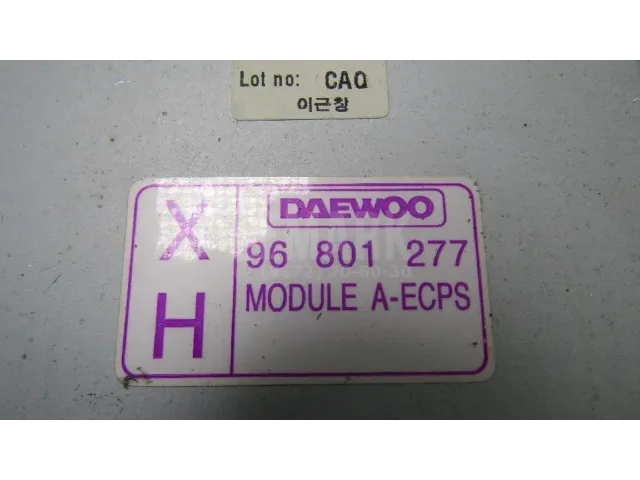 Lot no: CAQ
이근창
X
H
DAEWOO
96 801 277
MODULE A-ECPS